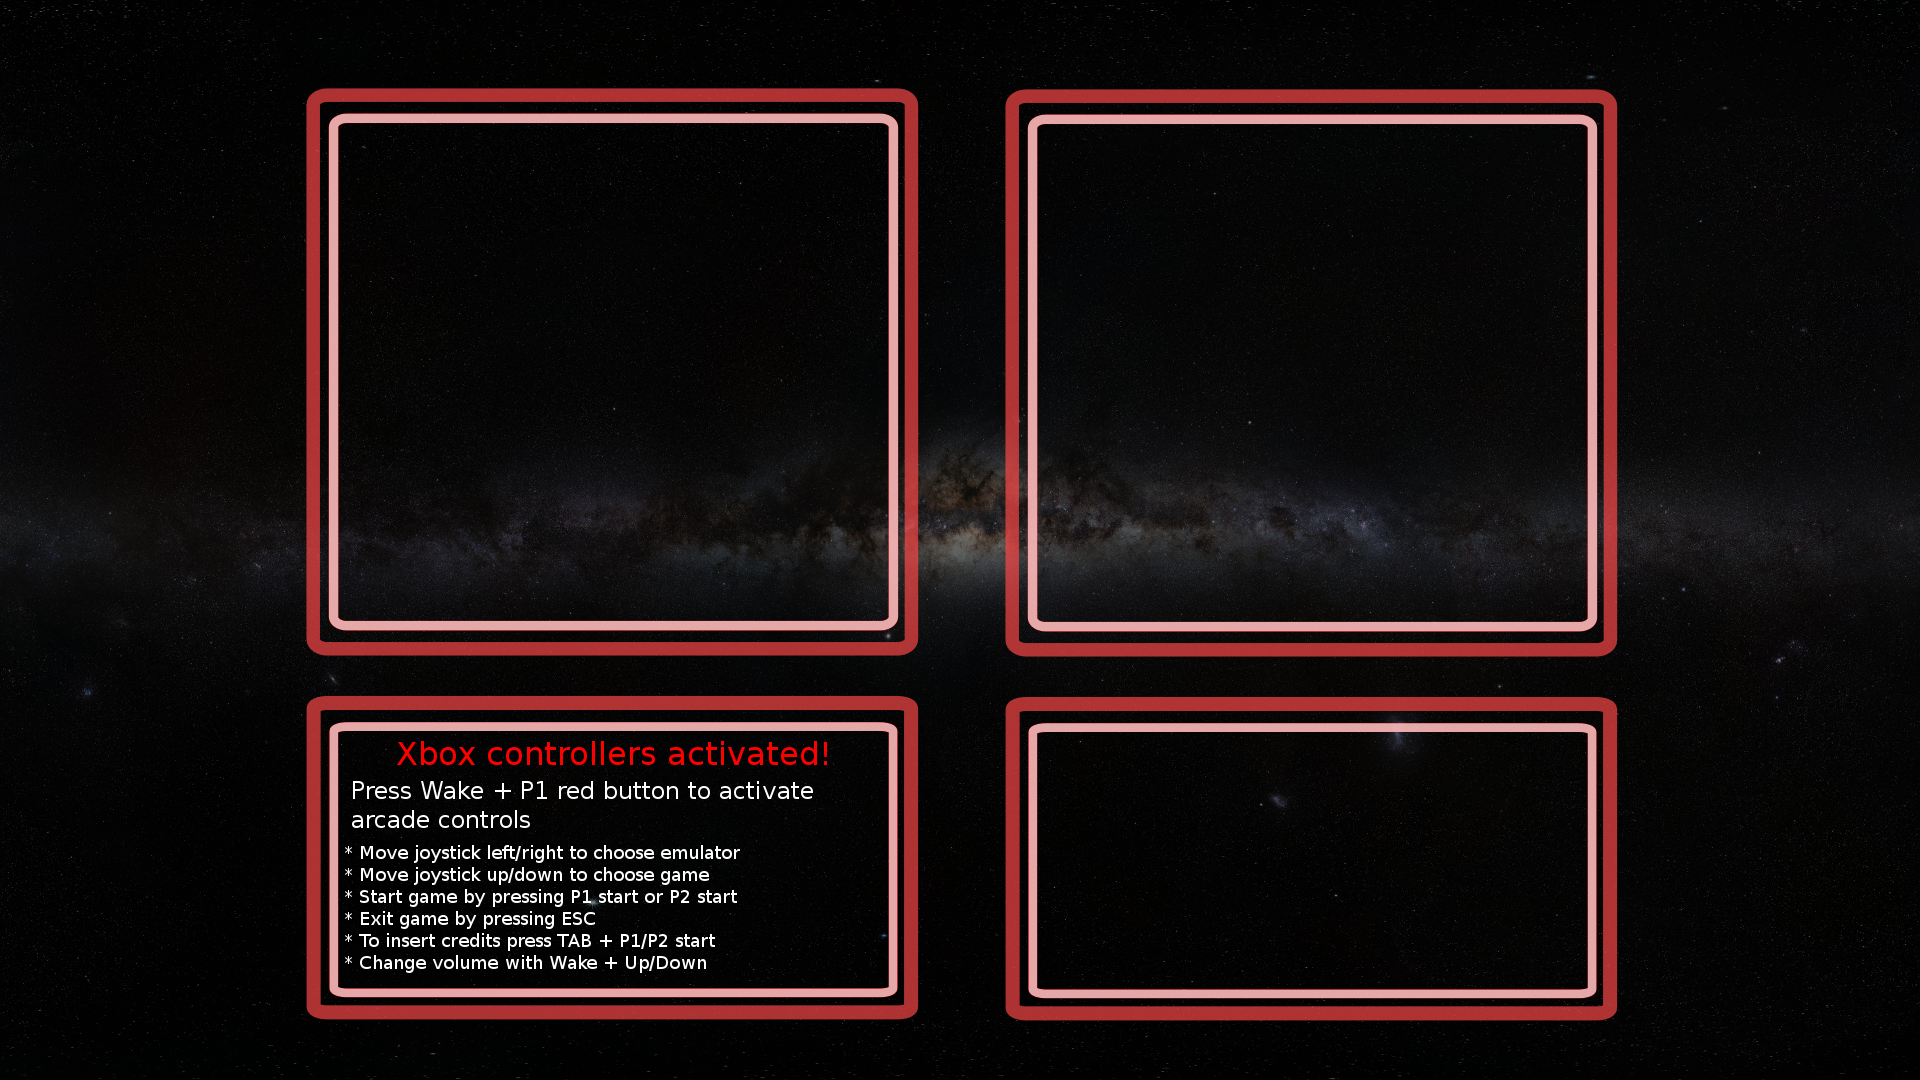 Xbox controllers activated!
Press Wake + P1 red button to activate
arcade controls
* Move joystick left/right to choose emulator
* Move joystick up/down to choose game
* Start game by pressing P1 start or P2 start
* Exit game by pressing ESC
* To insert credits press TAB + P1/P2 start
* Change volume with Wake + Up/Down